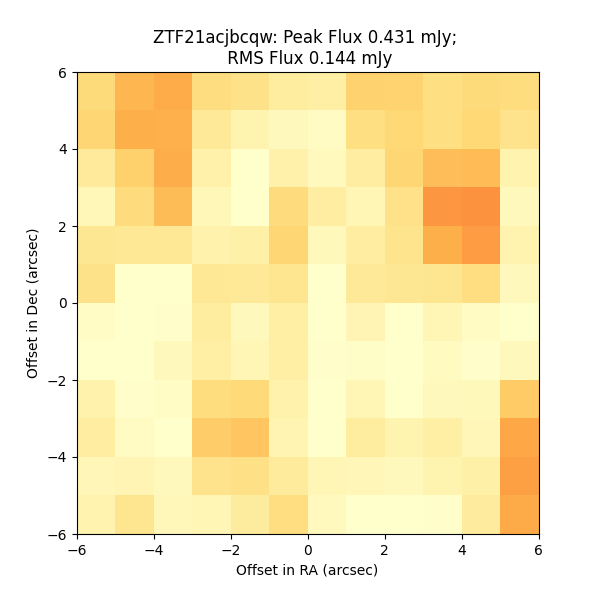 ZTF21acjbcqw: Peak Flux 0.431 mJy;
RMS Flux 0.144 mJy
6
4
2
0
−2
−4
−6
Offset in Dec (arcsec)
−6 −4 −2 0 2 4 6
Offset in RA (arcsec)